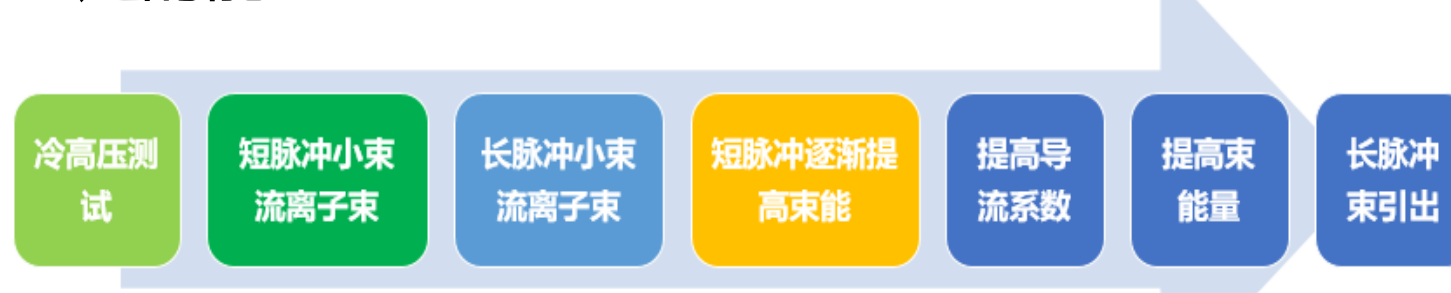 冷高压测
试
短脉冲小束
流离子束
长脉冲小束
流离子束
短脉冲逐渐提
高束能
提高导
流系数
提高束
能量
长脉冲
束引出